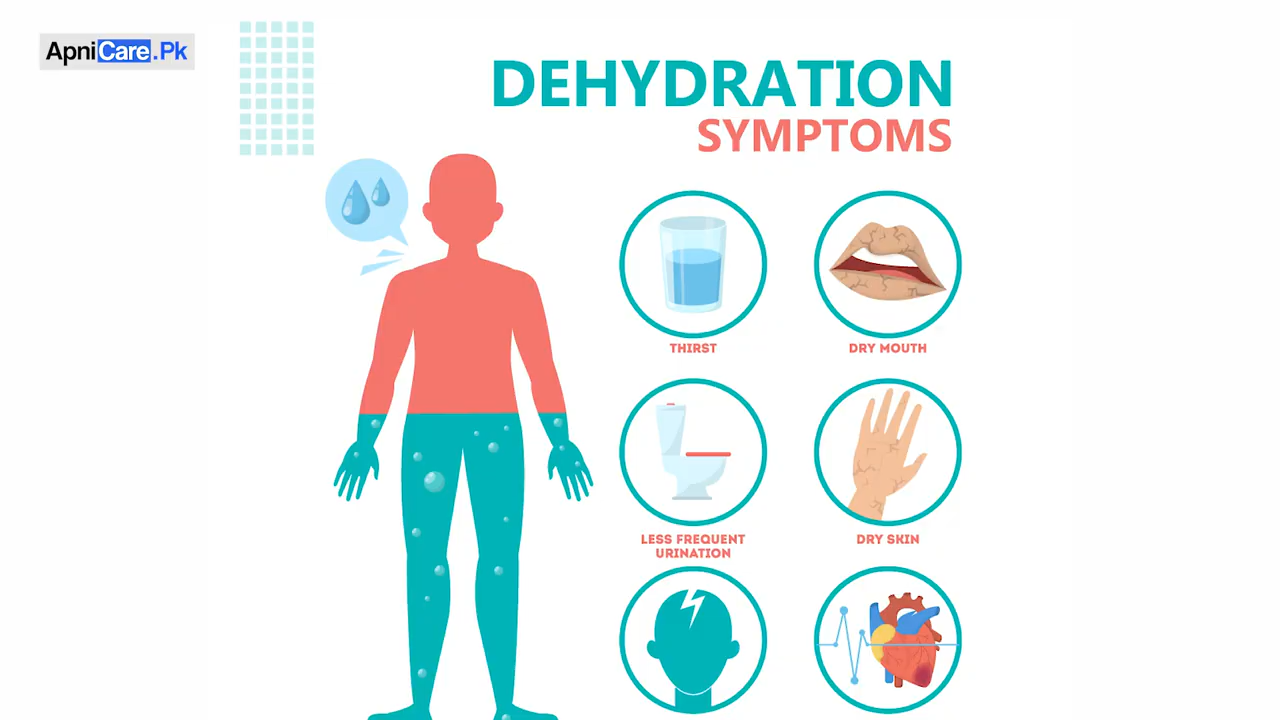 ApniCare.Pk
DEHYDRATION
SYMPTOMS
THIRST
DRY MOUTH
LESS FREQUENT
URINATION
DRY SKIN